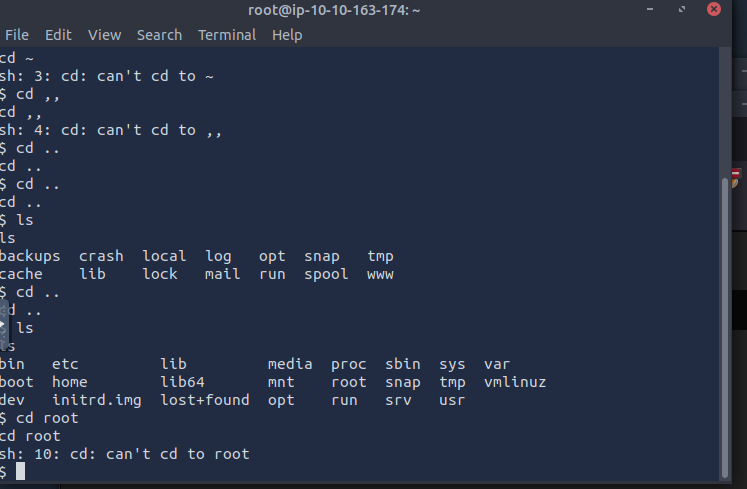 root@ip-10-10-163-174: ~
File Edit View Search Terminal Help
cd ~
sh: 3: cd: can't cd to ~
$ cd ,,
cd ,,
sh: 4: cd: can't cd to ,,
$ cd ..
cd ..
$ cd ..
cd ..
$ ls
ls
backups crash local log opt snap tmp
cache lib lock mail run spool www
$ cd ..
cd ..
$ ls
ls
bin etc lib media proc sbin sys var
boot home lib64 mnt root snap tmp vmlinuz
dev initrd.img lost+found opt run srv usr
$ cd root
cd root
sh: 10: cd: can't cd to root
$